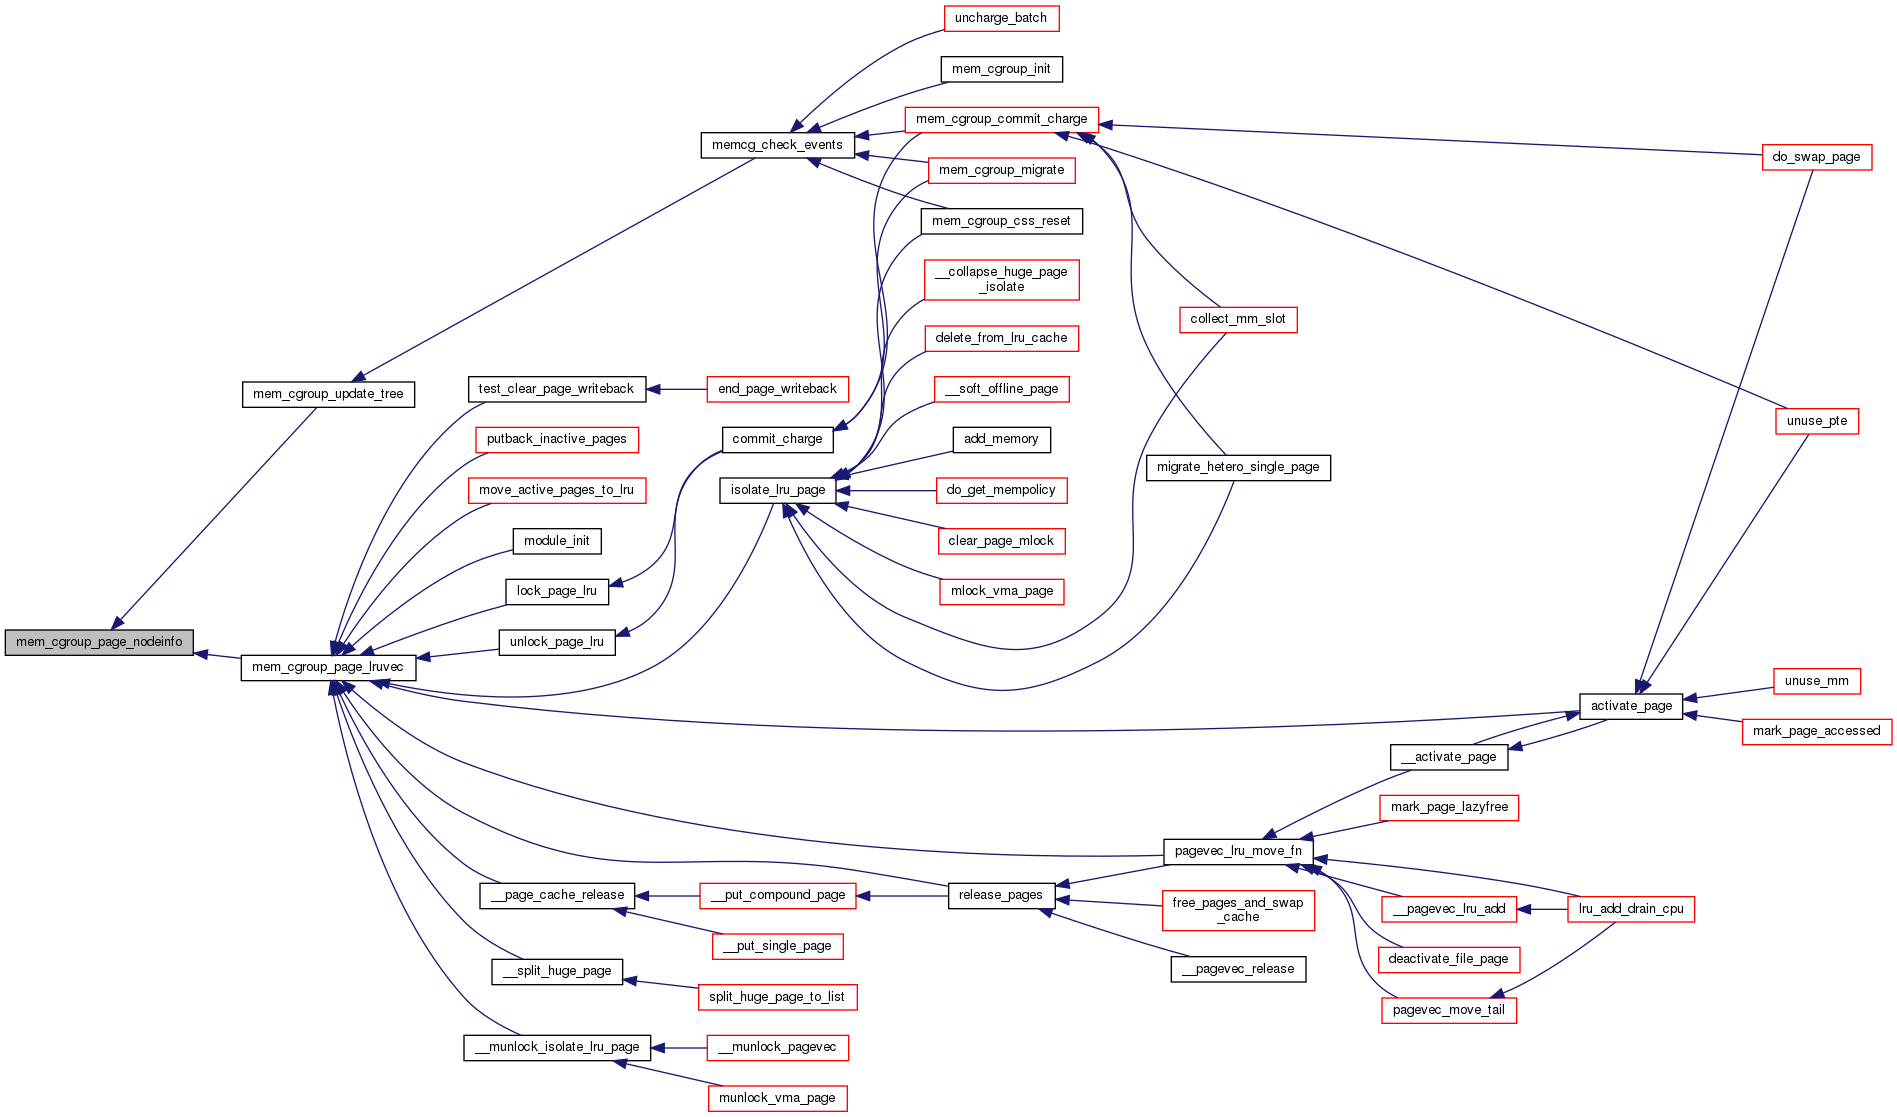 uncharge_batch
mem_cgroup_init
mem_cgroup_commit_charge
memcg_check_events
do_swap_page
mem_cgroup_migrate
mem_cgroup_css_reset
__collapse_huge_page
_isolate
collect_mm_slot
delete_from_lru_cache
mem_cgroup_update_tree
test_clear_page_writeback
end_page_writeback
__soft_offline_page
unuse_pte
putback_inactive_pages
commit_charge
add_memory
migrate_hetero_single_page
move_active_pages_to_lru
isolate_lru_page
do_get_mempolicy
module_init
clear_page_mlock
lock_page_lru
mlock_vma_page
mem_cgroup_page_nodeinfo
unlock_page_lru
mem_cgroup_page_lruvec
unuse_mm
activate_page
mark_page_accessed
__activate_page
mark_page_lazyfree
pagevec_lru_move_fn
__page_cache_release
__put_compound_page
release_pages
free_pages_and_swap
_cache
__pagevec_lru_add
lru_add_drain_cpu
__put_single_page
deactivate_file_page
__split_huge_page
__pagevec_release
split_huge_page_to_list
pagevec_move_tail
__munlock_isolate_lru_page
__munlock_pagevec
munlock_vma_page